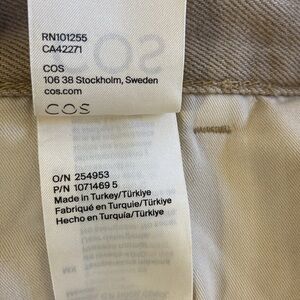 RN101255
CA42271
COS
106 38 Stockholm, Sweden
cos.com
COS
O/N 254953
P/N 1071469 5
Made in Turkey/Türkiye
Fabriqué en Turquie/Türkiye
Hecho en Turquía/Türkiye